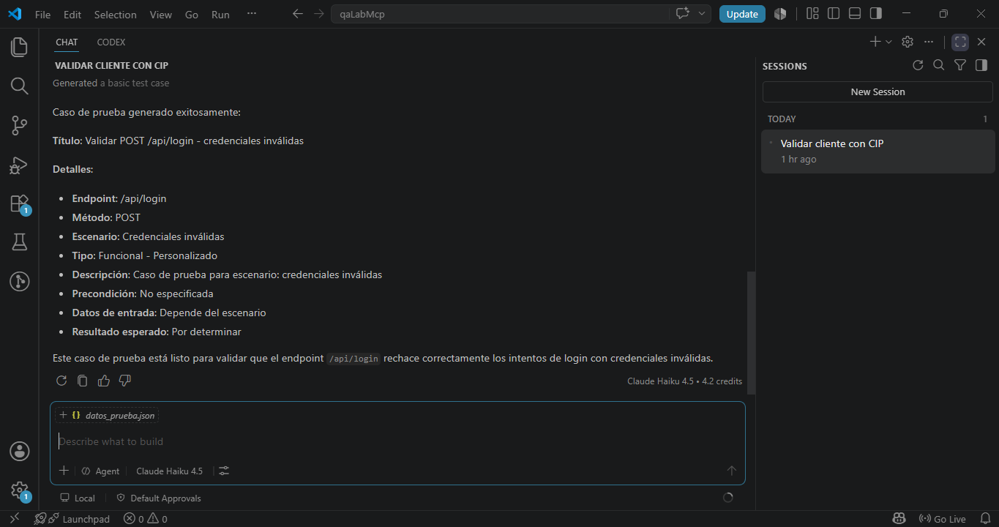 File Edit Selection View Go Run ··· qaLabMcp Update
CHAT CODEX
VALIDAR CLIENTE CON CIP
Generated a basic test case
Caso de prueba generado exitosamente:
Título: Validar POST /api/login - credenciales inválidas
Detalles:
• Endpoint: /api/login
• Método: POST
• Escenario: Credenciales inválidas
• Tipo: Funcional - Personalizado
• Descripción: Caso de prueba para escenario: credenciales inválidas
• Precondición: No especificada
• Datos de entrada: Depende del escenario
• Resultado esperado: Por determinar
Este caso de prueba está listo para validar que el endpoint /api/login rechace correctamente los intentos de login con credenciales inválidas.
Claude Haiku 4.5 • 4.2 credits
+ {} datos_prueba.json
Describe what to build
Agent Claude Haiku 4.5
Local Default Approvals
SESSIONS
New Session
TODAY 1
Validar cliente con CIP
1 hr ago
1
1
Launchpad 0 0 Go Live